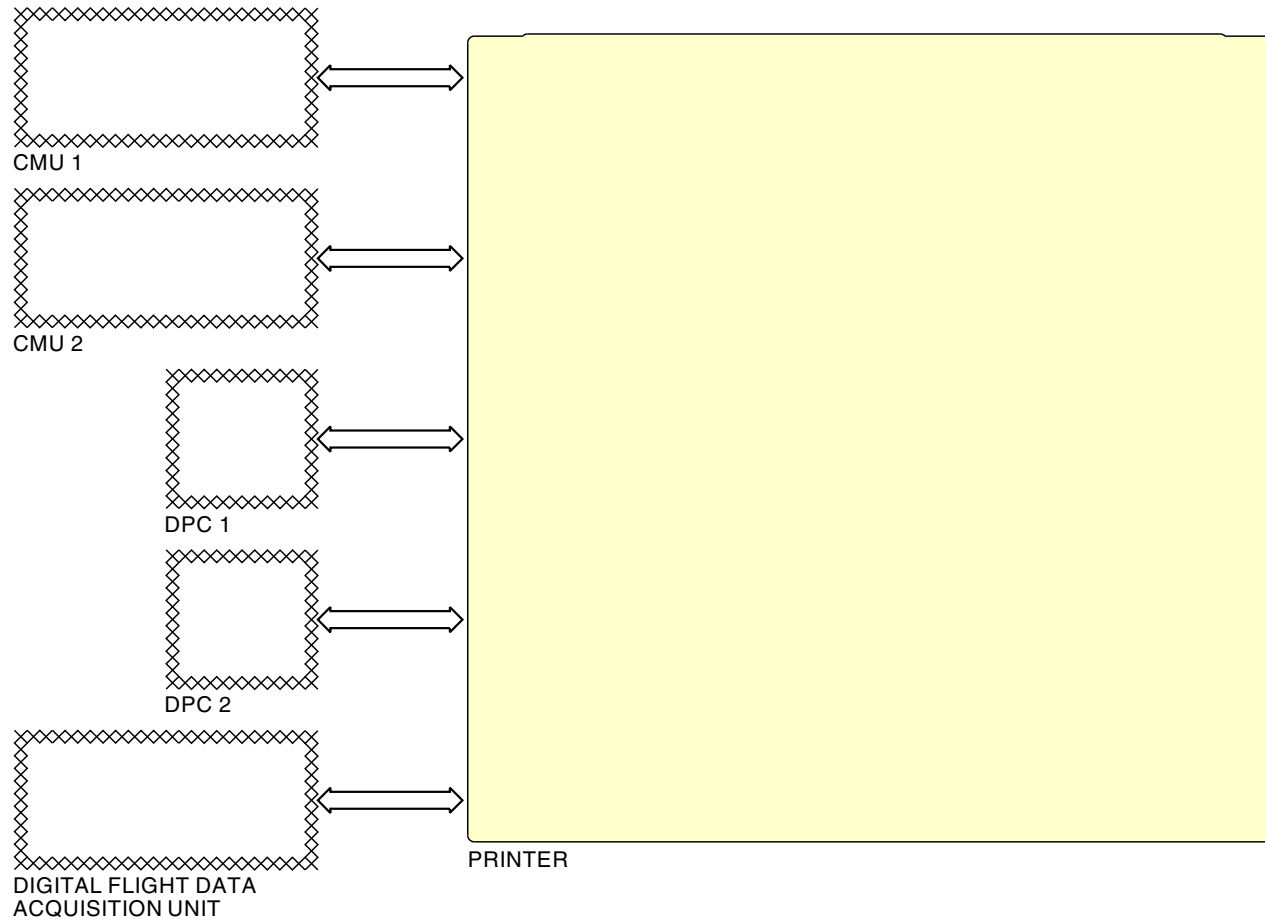 CMU 1
CMU 2
DPC 1
DPC 2
DIGITAL FLIGHT DATA
ACQUISITION UNIT
PRINTER